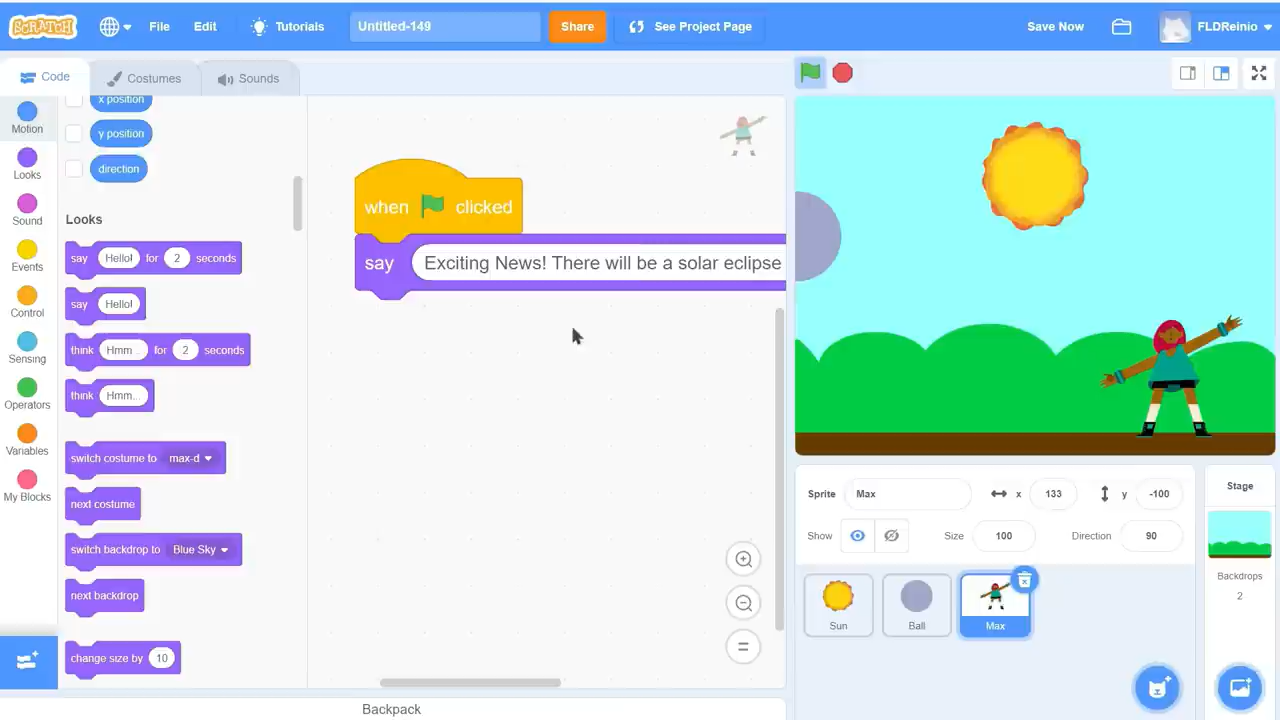 SCRATCH
File
Edit
Tutorials
Untitled-149
Share
See Project Page
Save Now
FLDReinio
Code
Costumes
Sounds
Motion
Looks
Sound
Events
Control
Sensing
Operators
Variables
My Blocks
x position
y position
direction
Looks
say Hello! for 2 seconds
say Hello!
think Hmm... for 2 seconds
think Hmm...
switch costume to max-d
next costume
switch backdrop to Blue Sky
next backdrop
change size by 10
when clicked
say Exciting News! There will be a solar eclipse
Backpack
Sprite Max x 133 y -100
Show Size 100 Direction 90
Sun
Ball
Max
Stage
Backdrops
2